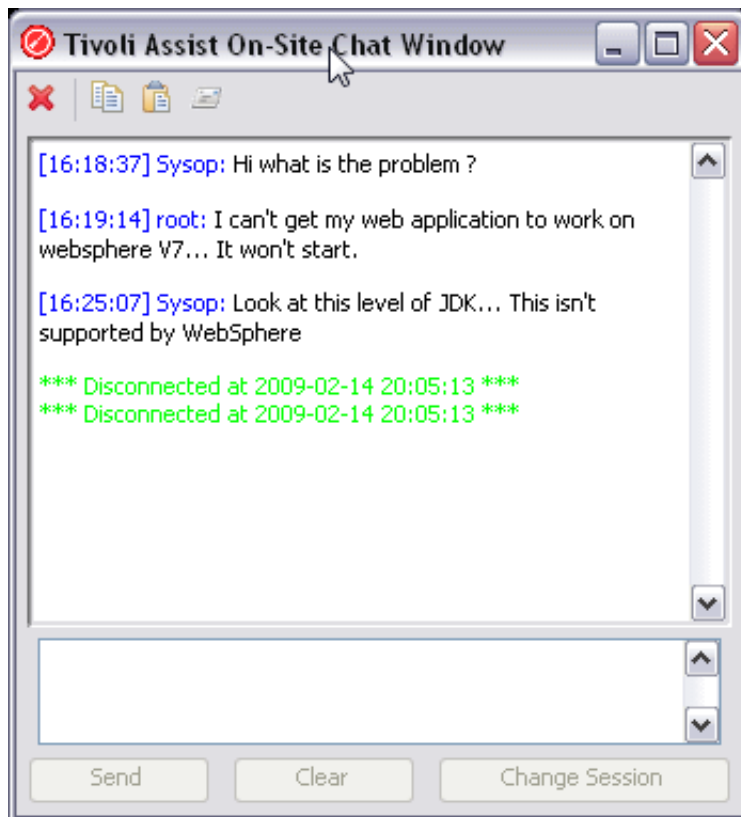 Tivoli Assist On-Site Chat Window
[16:18:37] Sysop: Hi what is the problem ?
[16:19:14] root: I can't get my web application to work on
websphere V7... It won't start.
[16:25:07] Sysop: Look at this level of JDK... This isn't
supported by WebSphere
*** Disconnected at 2009-02-14 20:05:13 ***
*** Disconnected at 2009-02-14 20:05:13 ***
Send Clear Change Session